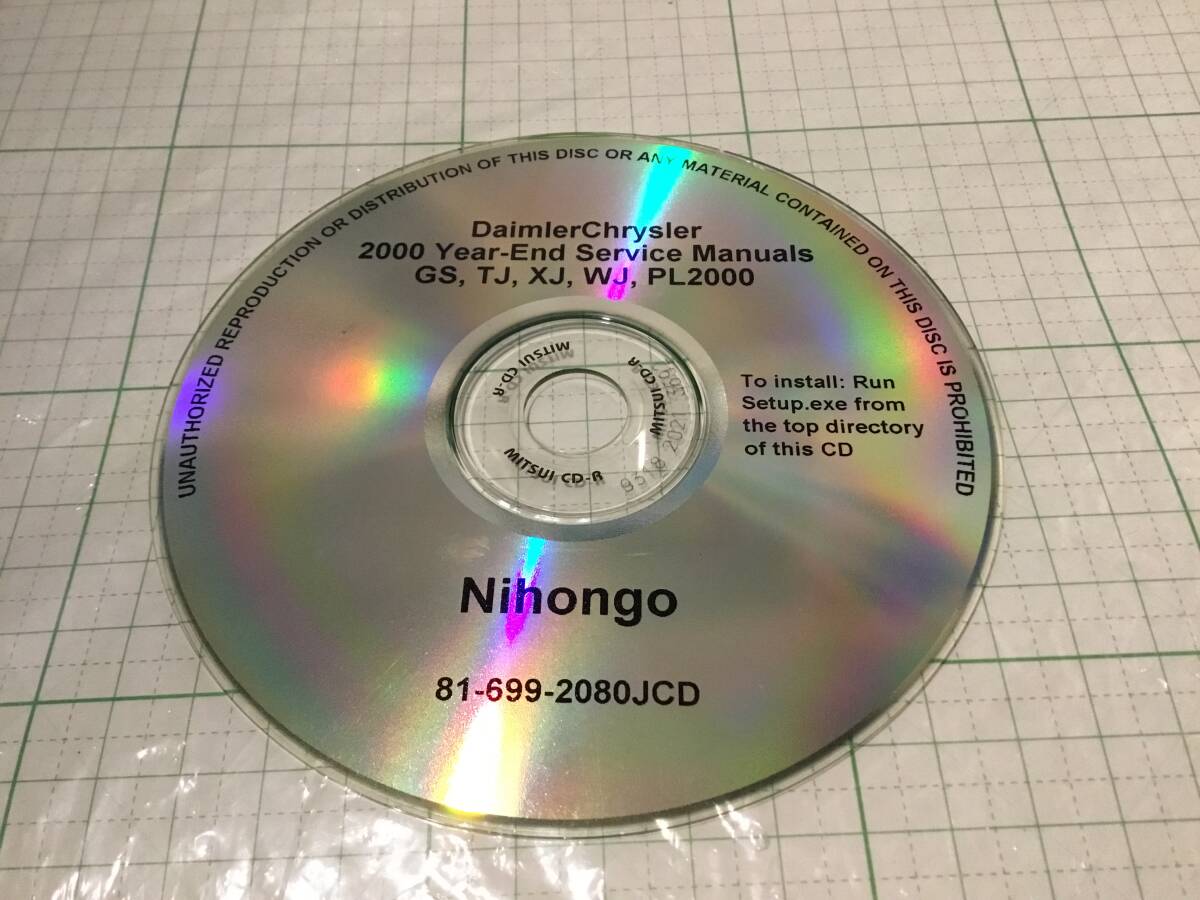 UNAUTHORIZED REPRODUCTION OR DISTRIBUTION OF THIS DISC OR ANY MATERIAL CONTAINED ON THIS DISC IS PROHIBITED
DaimlerChrysler
2000 Year-End Service Manuals
GS, TJ, XJ, WJ, PL2000
MITSUI CD-R
MITSUI CD-R
MITSUI CD-R
To install: Run
Setup.exe from
the top directory
of this CD
Nihongo
81-699-2080JCD